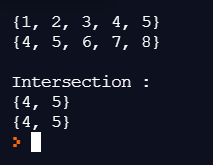 {1, 2, 3, 4, 5}
{4, 5, 6, 7, 8}

Intersection :
{4, 5}
{4, 5}
>